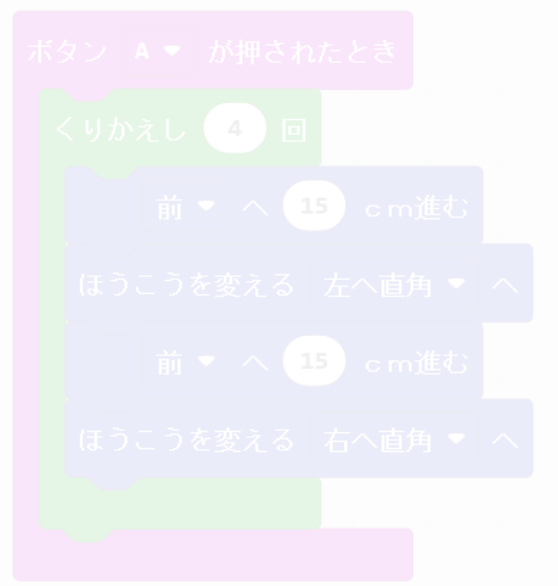 ボタン A が押されたとき
くりかえし 4 回
前 へ 15 cm進む
ほうこうを変える 左へ直角 へ
前 へ 15 cm進む
ほうこうを変える 右へ直角 へ